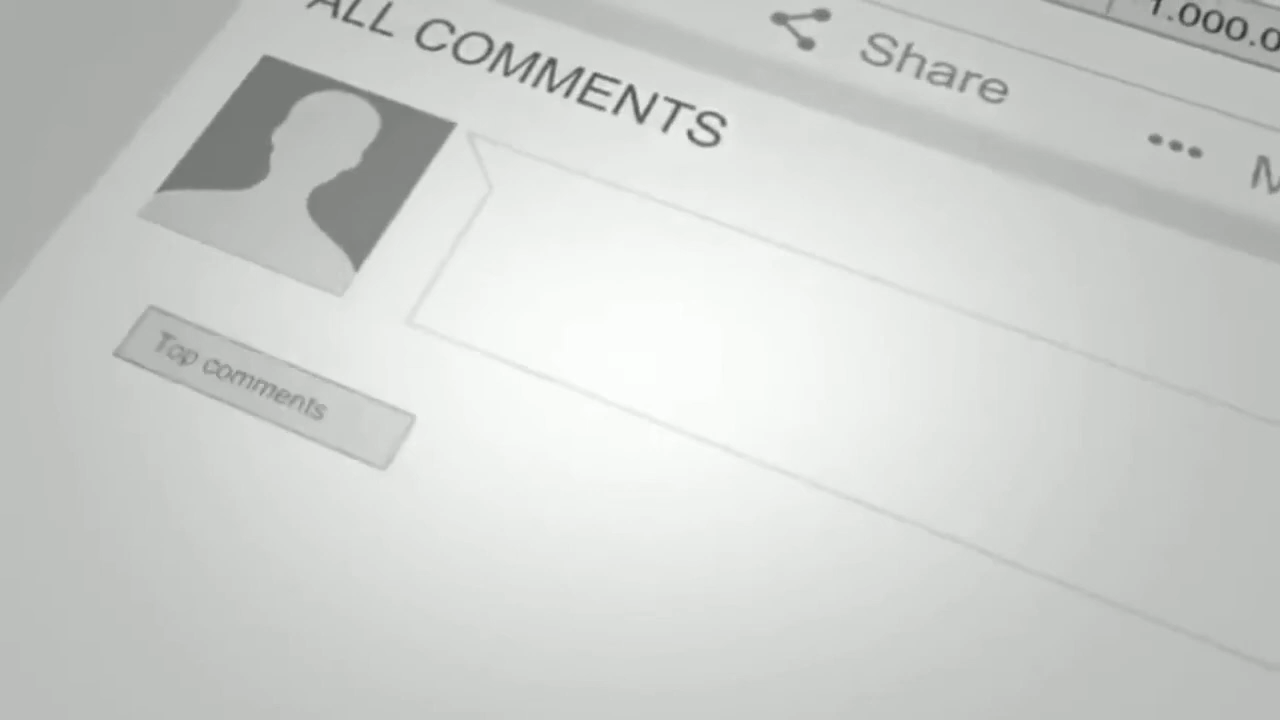 1.000.0
Share
••• M
ALL COMMENTS
Top comments